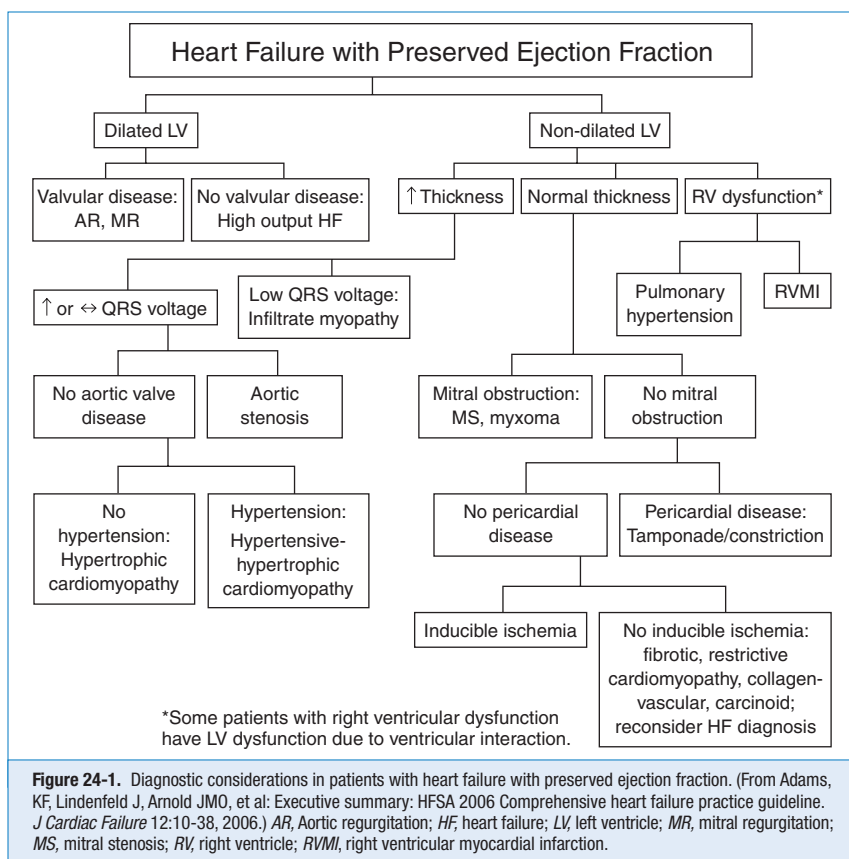 Heart Failure with Preserved Ejection Fraction
Dilated LV
Non-dilated LV
Valvular disease:
AR, MR
No valvular disease:
High output HF
↑ Thickness
Normal thickness
RV dysfunction*
↑ or ↔ QRS voltage
Low QRS voltage:
Infiltrate myopathy
Pulmonary
hypertension
RVMI
No aortic valve
disease
Aortic
stenosis
Mitral obstruction:
MS, myxoma
No mitral
obstruction
No
hypertension:
Hypertrophic
cardiomyopathy
Hypertension:
Hypertensive-
hypertrophic
cardiomyopathy
No pericardial
disease
Pericardial disease:
Tamponade/constriction
Inducible ischemia
No inducible ischemia:
fibrotic, restrictive
cardiomyopathy, collagen-
vascular, carcinoid;
reconsider HF diagnosis
*Some patients with right ventricular dysfunction
have LV dysfunction due to ventricular interaction.
Figure 24-1. Diagnostic considerations in patients with heart failure with preserved ejection fraction. (From Adams,
KF, Lindenfeld J, Arnold JMO, et al: Executive summary: HFSA 2006 Comprehensive heart failure practice guideline.
J Cardiac Failure 12:10-38, 2006.) AR, Aortic regurgitation; HF, heart failure; LV, left ventricle; MR, mitral regurgitation;
MS, mitral stenosis; RV, right ventricle; RVMI, right ventricular myocardial infarction.